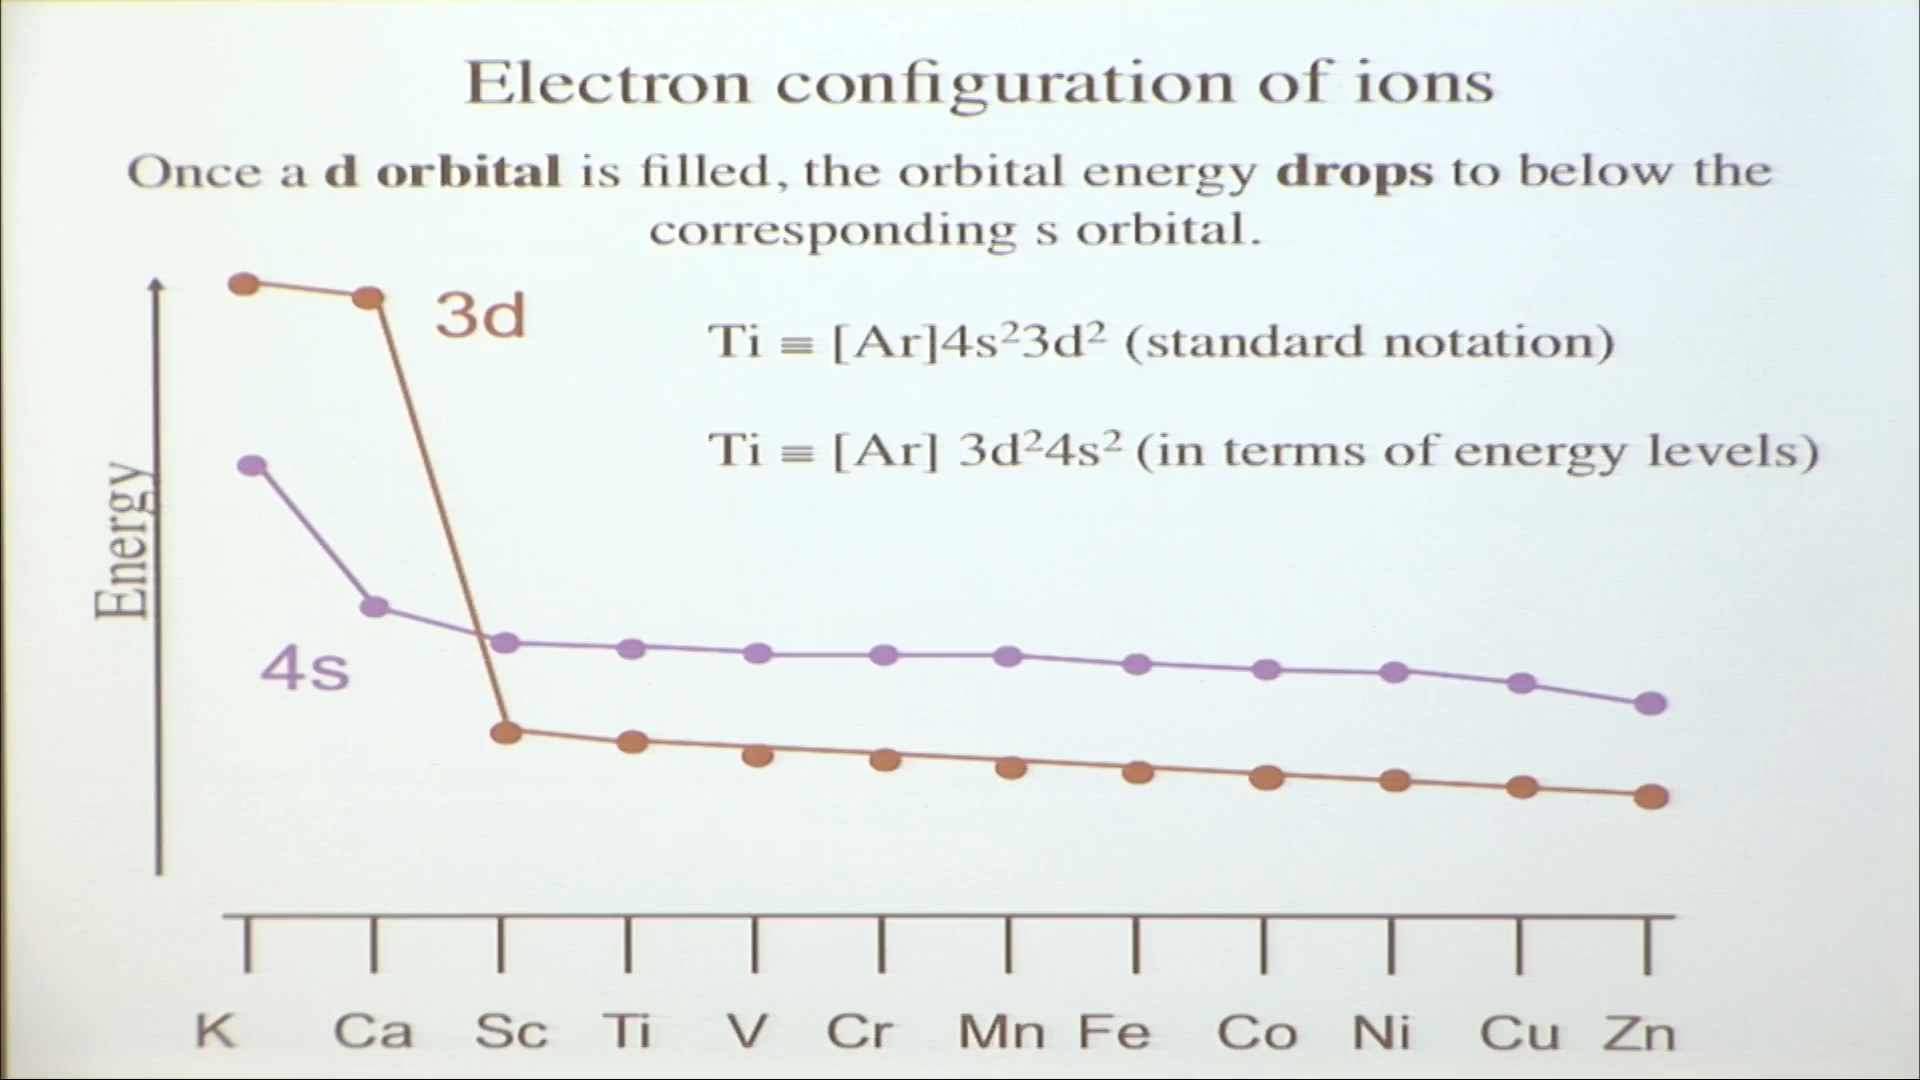 Electron configuration of ions
Once a d orbital is filled, the orbital energy drops to below the
corresponding s orbital.
3d
Ti ≡ [Ar]4s²3d² (standard notation)
Ti ≡ [Ar] 3d²4s² (in terms of energy levels)
Energy
4s
K Ca Sc Ti V Cr Mn Fe Co Ni Cu Zn